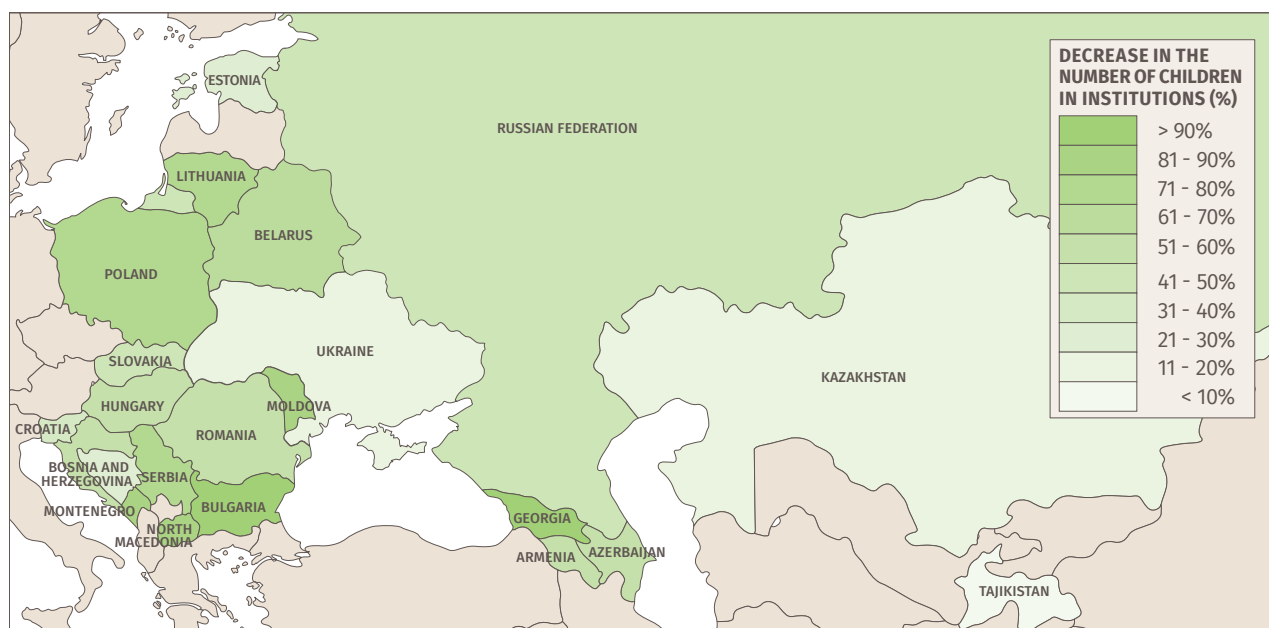 ESTONIA
RUSSIAN FEDERATION
LITHUANIA
BELARUS
POLAND
UKRAINE
SLOVAKIA
KAZAKHSTAN
HUNGARY
MOLDOVA
CROATIA
ROMANIA
BOSNIA AND
HERZEGOVINA
SERBIA
MONTENEGRO
BULGARIA
NORTH
MACEDONIA
GEORGIA
ARMENIA
AZERBAIJAN
TAJIKISTAN
DECREASE IN THE
NUMBER OF CHILDREN
IN INSTITUTIONS (%)
> 90%
81 - 90%
71 - 80%
61 - 70%
51 - 60%
41 - 50%
31 - 40%
21 - 30%
11 - 20%
< 10%